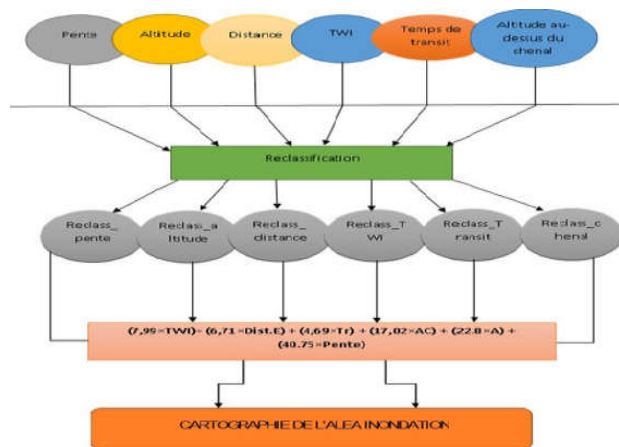 Pente
Altitude
Distance
TWI
Temps de
transit
Altitude au-
dessus du
chenal
Reclassification
Reclass_
pente
Reclass_a
ltitude
Reclass_
distance
Reclass_T
WI
Reclass_T
ransit
Reclass_c
henal
(7,99×TWI)+ (6,71×Dist.E) + (4,69×Tr) + (17,02×AC) + (22.8×A) +
(40.75×Pente)
CARTOGRAPHIE DE L'ALEA INONDATION